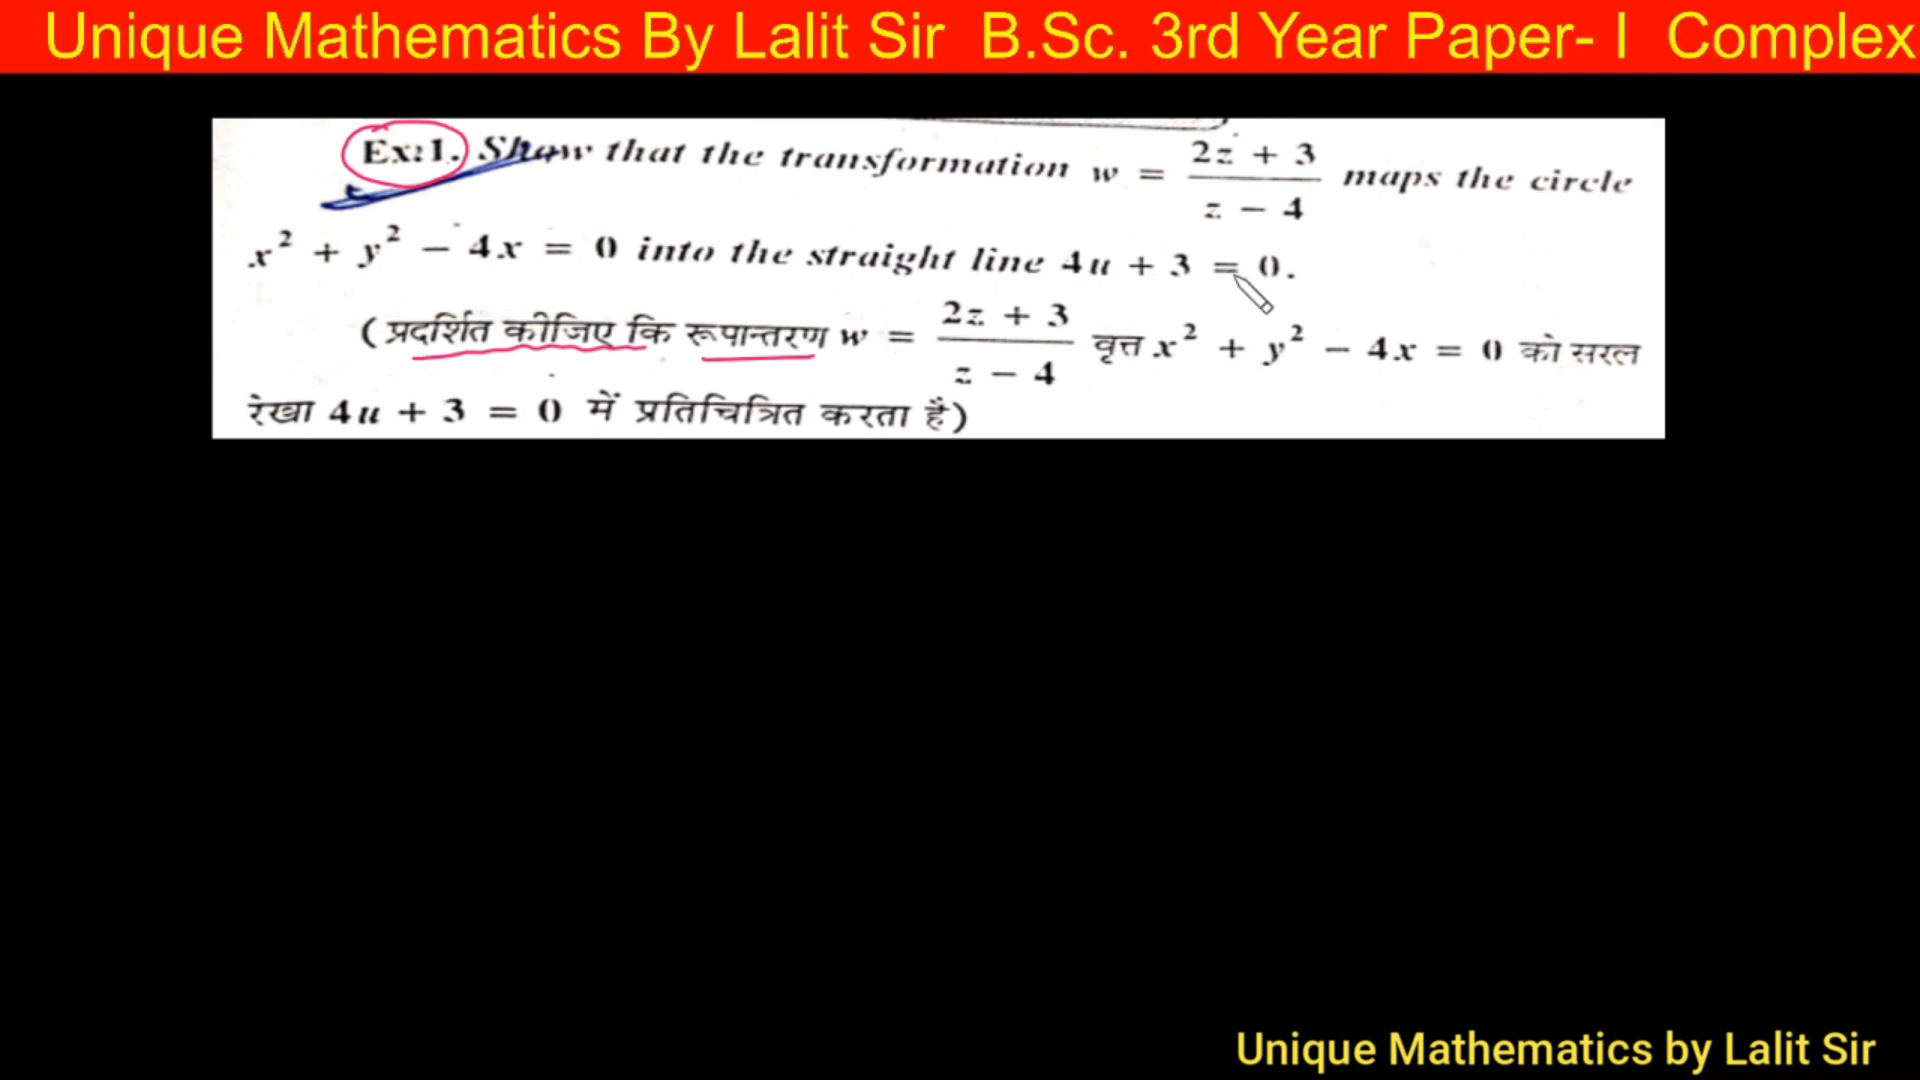 Unique Mathematics By Lalit Sir B.Sc. 3rd Year Paper- I Complex
Ex:1. Show that the transformation w = (2z + 3)/(z − 4) maps the circle
x² + y² − 4x = 0 into the straight line 4u + 3 = 0.
(प्रदर्शित कीजिए कि रूपान्तरण w = (2z + 3)/(z − 4) वृत्त x² + y² − 4x = 0 को सरल
रेखा 4u + 3 = 0 में प्रतिचित्रित करता है)
Unique Mathematics by Lalit Sir